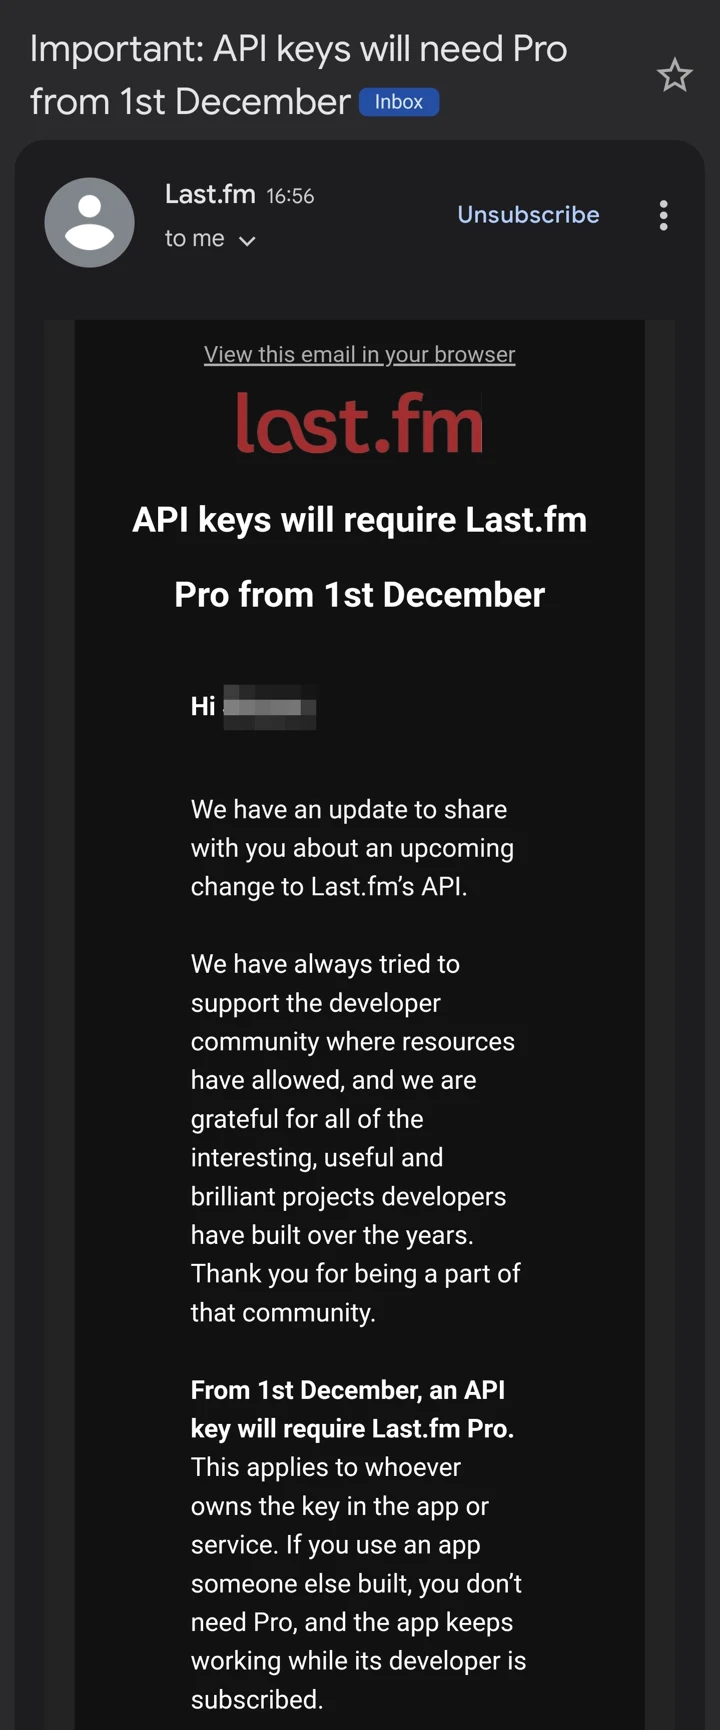 Important: API keys will need Pro
from 1st December Inbox
Last.fm 16:56
Unsubscribe
to me
View this email in your browser
last.fm
API keys will require Last.fm
Pro from 1st December
Hi
We have an update to share
with you about an upcoming
change to Last.fm’s API.
We have always tried to
support the developer
community where resources
have allowed, and we are
grateful for all of the
interesting, useful and
brilliant projects developers
have built over the years.
Thank you for being a part of
that community.
From 1st December, an API
key will require Last.fm Pro.
This applies to whoever
owns the key in the app or
service. If you use an app
someone else built, you don’t
need Pro, and the app keeps
working while its developer is
subscribed.